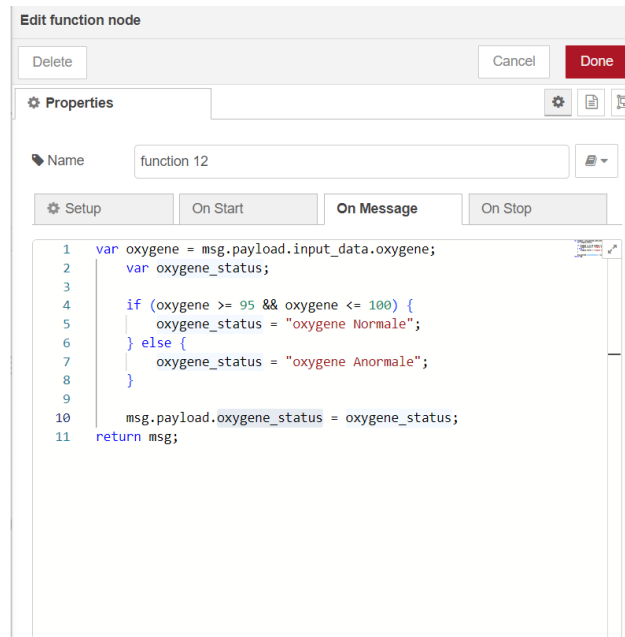 Edit function node
Delete
Cancel
Done
Properties
Name
function 12
Setup
On Start
On Message
On Stop
1 var oxygene = msg.payload.input_data.oxygene;
2 var oxygene_status;
3
4 if (oxygene >= 95 && oxygene <= 100) {
5 oxygene_status = "oxygene Normale";
6 } else {
7 oxygene_status = "oxygene Anormale";
8 }
9
10 msg.payload.oxygene_status = oxygene_status;
11 return msg;